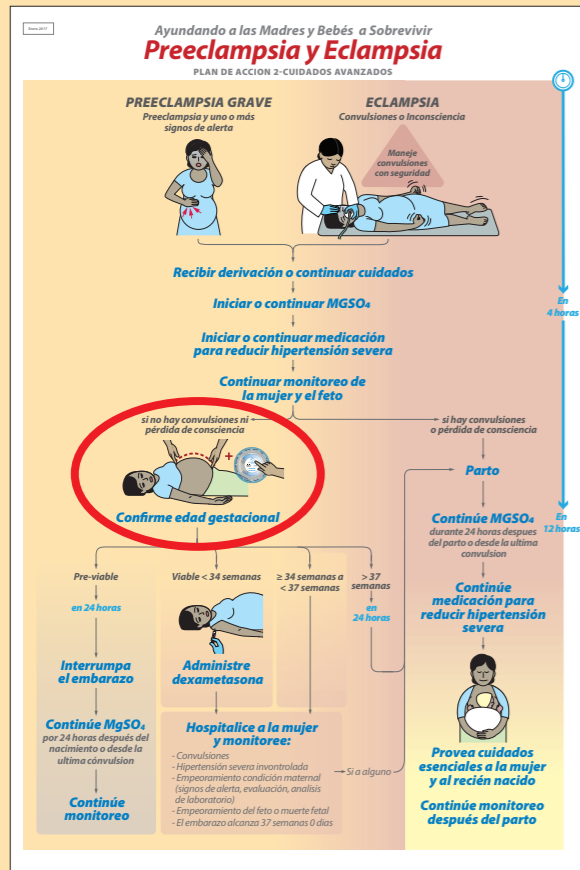 Enero 2017
Ayundando a las Madres y Bebés a Sobrevivir
Preeclampsia y Eclampsia
PLAN DE ACCION 2-CUIDADOS AVANZADOS
PREECLAMPSIA GRAVE
Preeclampsia y uno o más
signos de alerta
ECLAMPSIA
Convulsiones o Inconsciencia
Maneje
convulsiones
con seguridad
Recibir derivación o continuar cuidados
Iniciar o continuar MGSO₄
Iniciar o continuar medicación
para reducir hipertensión severa
Continuar monitoreo de
la mujer y el feto
En
4 horas
si no hay convulsiones ni
pérdida de consciencia
+
Confirme edad gestacional
si hay convulsiones
o pérdida de consciencia
Parto
Continúe MGSO₄
durante 24 horas despues
del parto o desde la ultima
convulsion
En
12 horas
Continúe
medicación para
reducir hipertensión
severa
Provea cuidados
esenciales a la mujer
y al recién nacido
Continúe monitoreo
después del parto
Pre-viable
en 24 horas
Interrumpa
el embarazo
Continúe MgSO₄
por 24 horas después del
nacimiento o desde la
ultima cónvulsion
Continúe
monitoreo
Viable < 34 semanas
Administre
dexametasona
≥ 34 semanas a
< 37 semanas
> 37
semanas
en
24 horas
Hospitalice a la mujer
y monitoree:
- Convulsiones
- Hipertensión severa invontrolada
- Empeoramiento condición maternal
(signos de alerta, evaluación, analisis
de laboratorio)
- Empeoramiento del feto o muerte fetal
- El embarazo alcanza 37 semanas 0 dias
Si a alguno